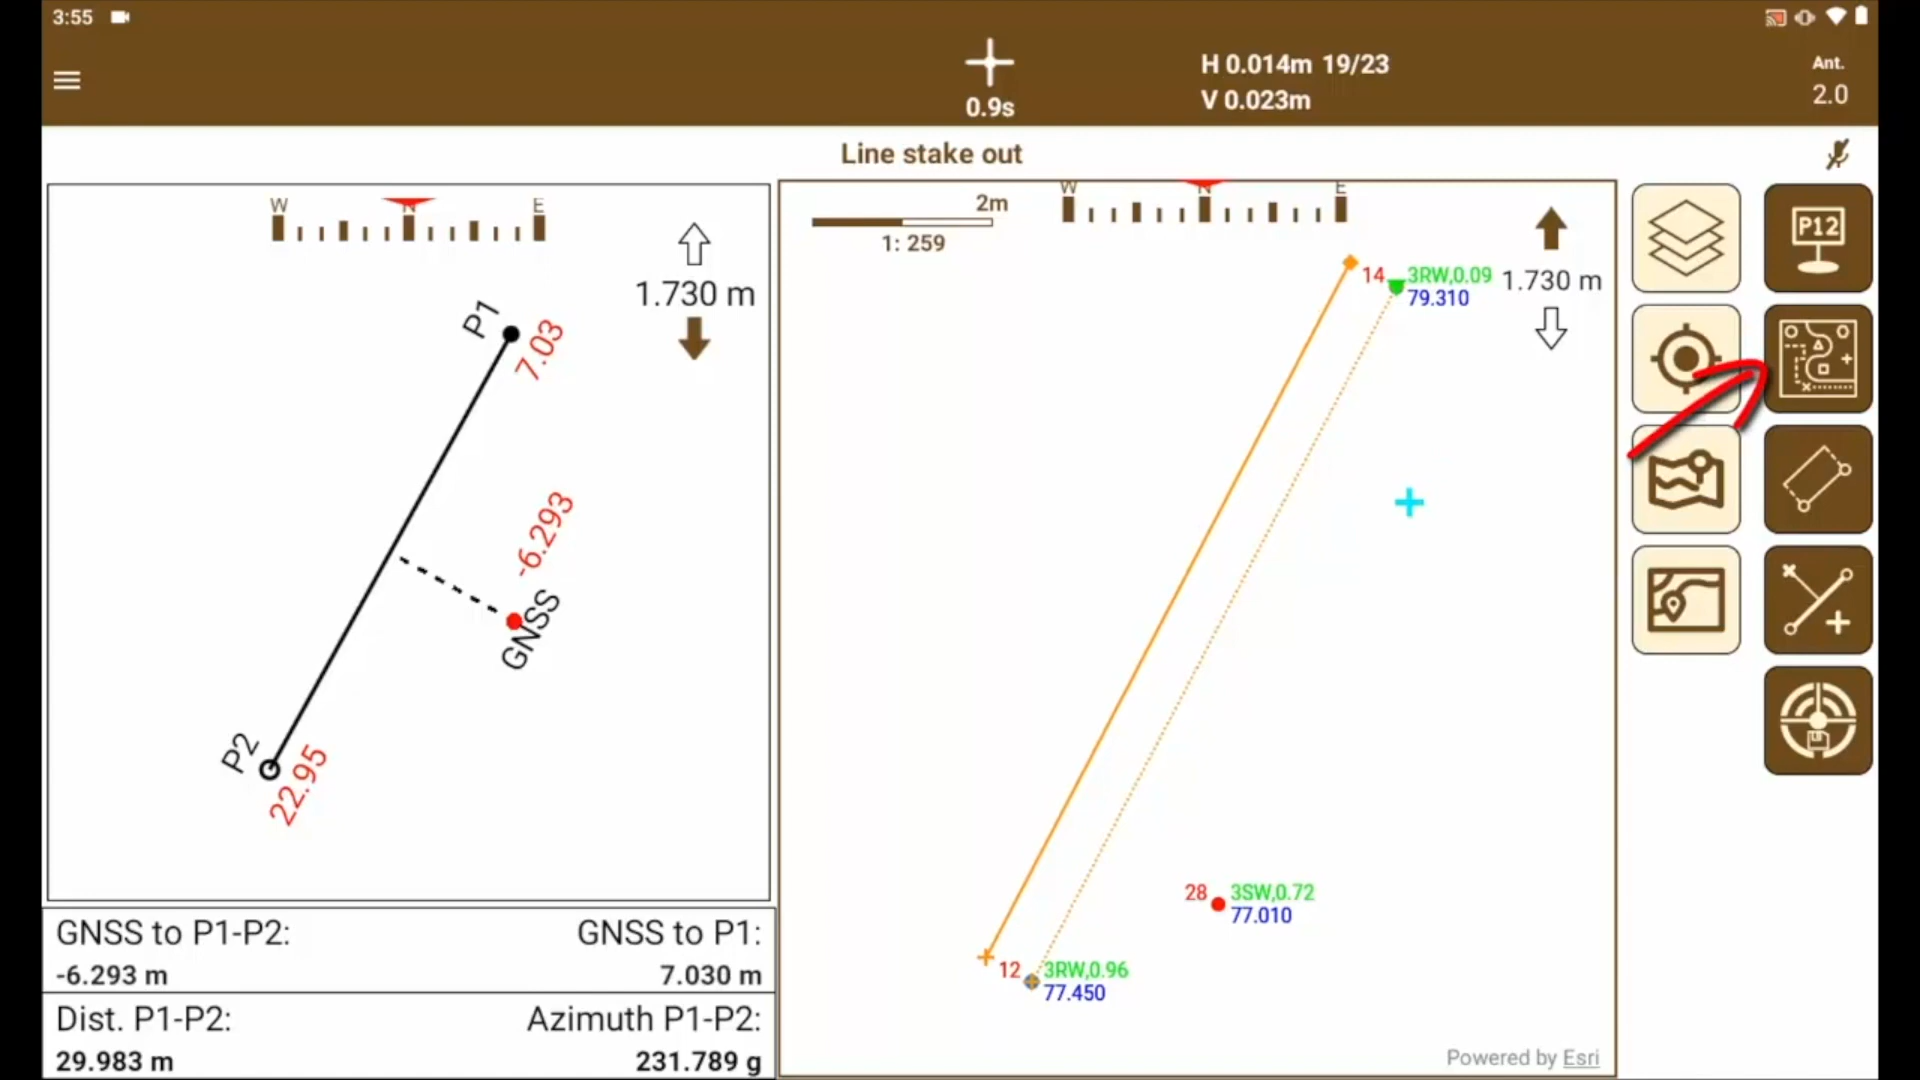 3:55
0.9s
H 0.014m 19/23
V 0.023m
Ant.
2.0
Line stake out
W N E
1.730 m
P1
7.03
-6.293
GNSS
P2
22.95
GNSS to P1-P2:
-6.293 m
GNSS to P1:
7.030 m
Dist. P1-P2:
29.983 m
Azimuth P1-P2:
231.789 g
2m
1: 259
W N E
1.730 m
14
3RW,0.09
79.310
28
3SW,0.72
77.010
12
3RW,0.96
77.450
Powered by Esri
P12